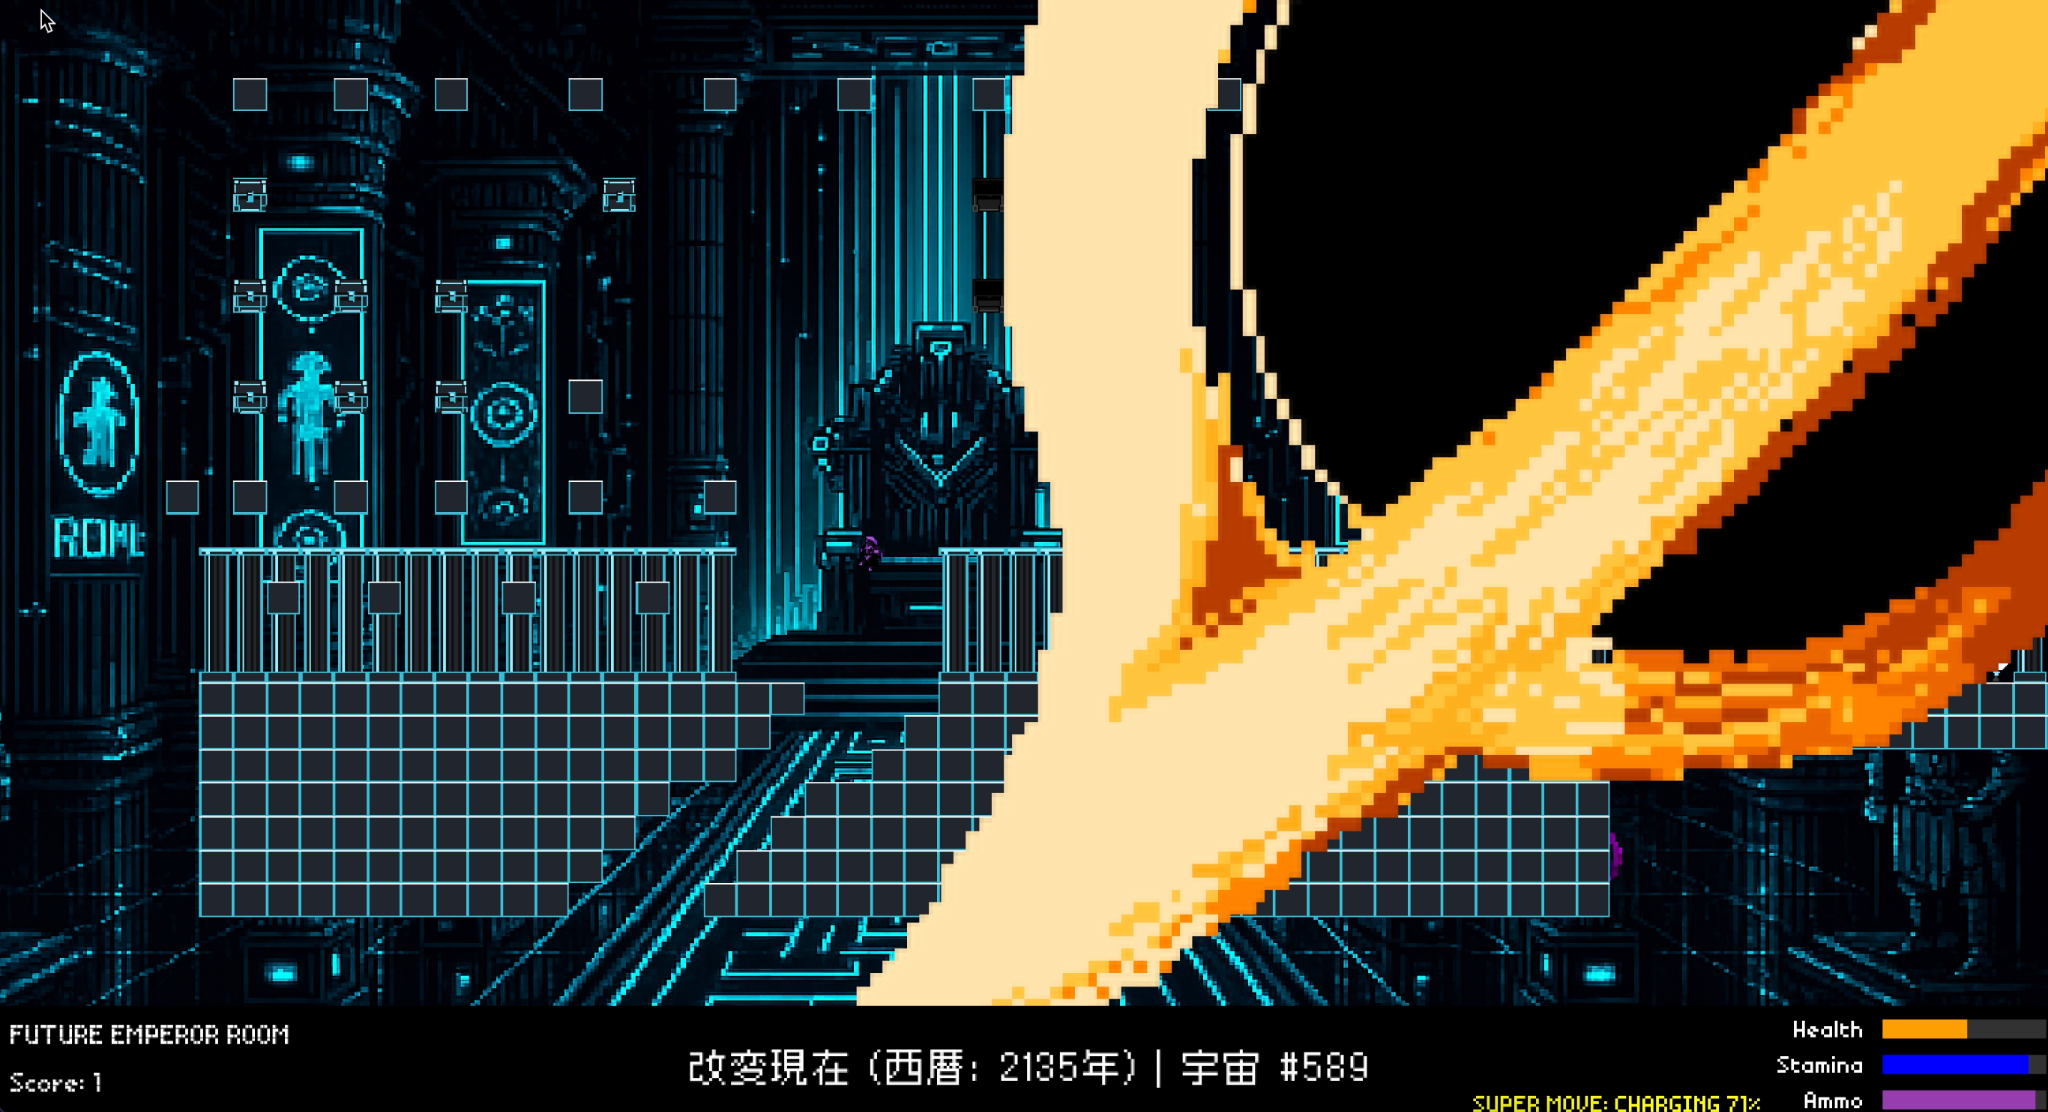 ROME
FUTURE EMPEROR ROOM
Score: 1
改変現在 (西暦: 2135年) | 宇宙 #589
Health
Stamina
SUPER MOVE: CHARGING 71%
Ammo